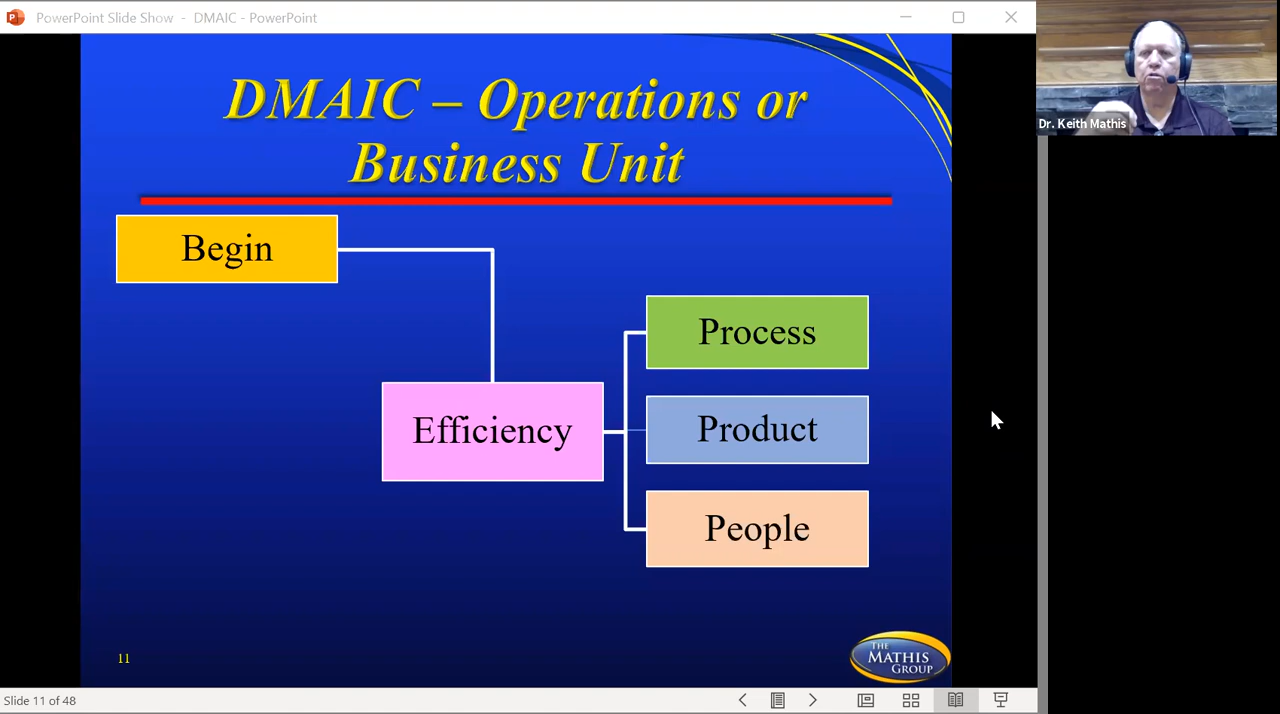 PowerPoint Slide Show - DMAIC - PowerPoint
Dr. Keith Mathis
DMAIC – Operations or
Business Unit
Begin
Process
Efficiency
Product
People
11
THE
MATHIS
GROUP
Slide 11 of 48